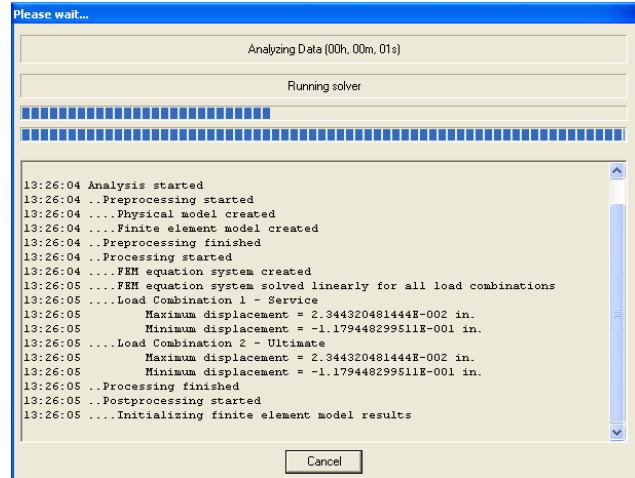 Please wait...
Analyzing Data (00h, 00m, 01s)
Running solver
13:26:04 Analysis started
13:26:04 ..Preprocessing started
13:26:04 ....Physical model created
13:26:04 ....Finite element model created
13:26:04 ..Preprocessing finished
13:26:04 ..Processing started
13:26:04 ....FEM equation system created
13:26:05 ....FEM equation system solved linearly for all load combinations
13:26:05 ....Load Combination 1 - Service
13:26:05 Maximum displacement = 2.344320481444E-002 in.
13:26:05 Minimum displacement = -1.179448299511E-001 in.
13:26:05 ....Load Combination 2 - Ultimate
13:26:05 Maximum displacement = 2.344320481444E-002 in.
13:26:05 Minimum displacement = -1.179448299511E-001 in.
13:26:05 ..Processing finished
13:26:05 ..Postprocessing started
13:26:05 ....Initializing finite element model results
Cancel